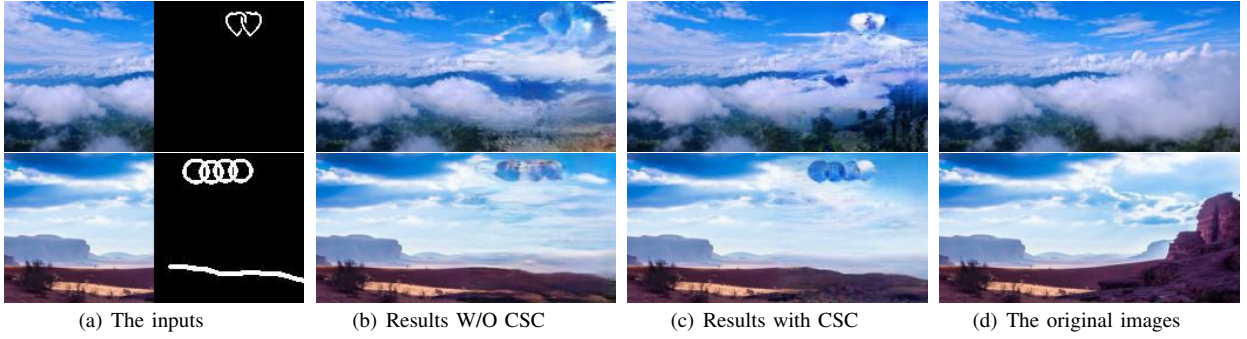 (a) The inputs
(b) Results W/O CSC
(c) Results with CSC
(d) The original images